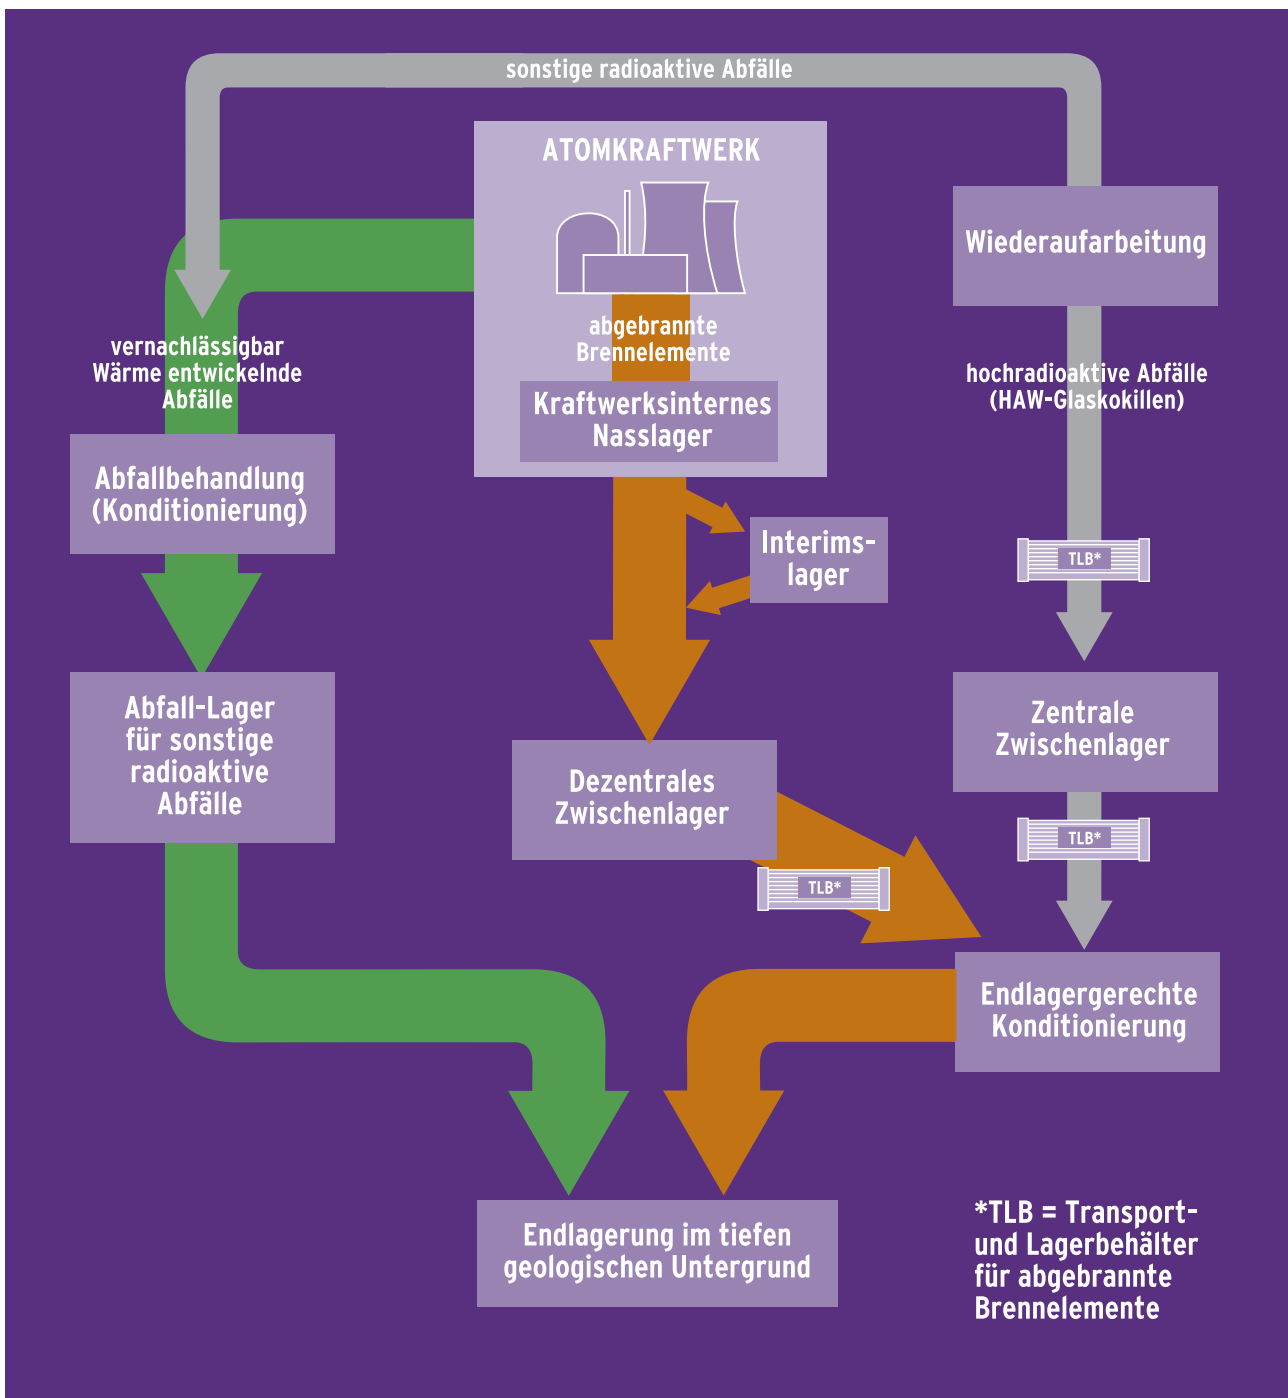 sonstige radioaktive Abfälle
ATOMKRAFTWERK
abgebrannte
Brennelemente
Kraftwerksinternes
Nasslager
Wiederaufarbeitung
vernachlässigbar
Wärme entwickelnde
Abfälle
hochradioaktive Abfälle
(HAW-Glaskokillen)
Abfallbehandlung
(Konditionierung)
Interims-
lager
TLB*
Abfall-Lager
für sonstige
radioaktive
Abfälle
Dezentrales
Zwischenlager
Zentrale
Zwischenlager
TLB*
TLB*
Endlagergerechte
Konditionierung
Endlagerung im tiefen
geologischen Untergrund
*TLB = Transport-
und Lagerbehälter
für abgebrannte
Brennelemente